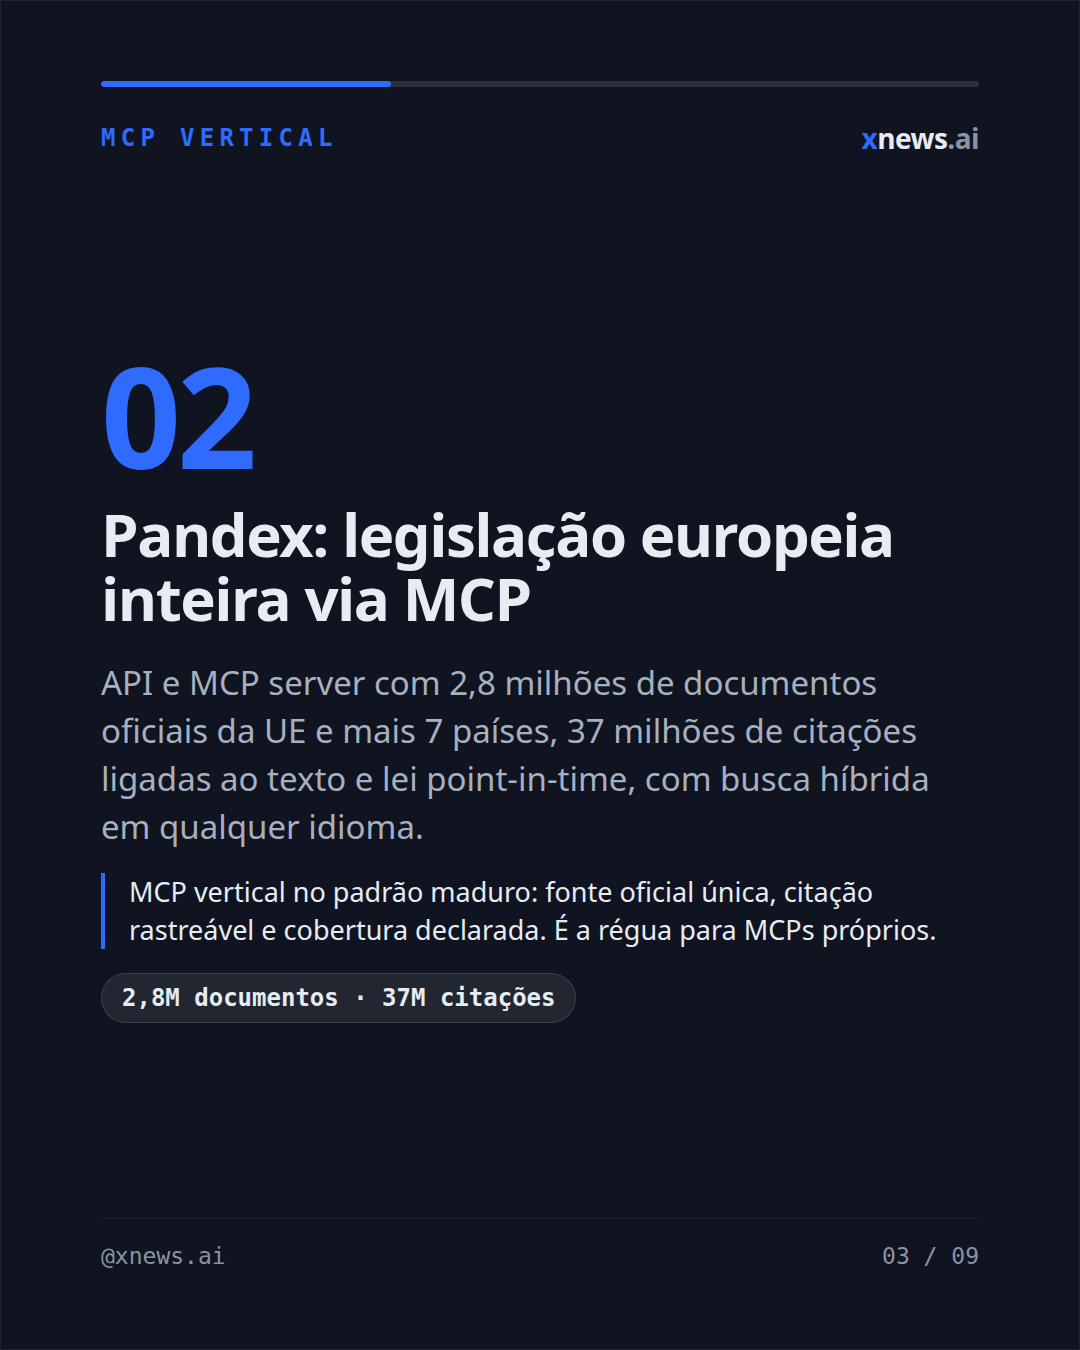 MCP VERTICAL
xnews.ai
02
Pandex: legislação europeia
inteira via MCP
API e MCP server com 2,8 milhões de documentos
oficiais da UE e mais 7 países, 37 milhões de citações
ligadas ao texto e lei point-in-time, com busca híbrida
em qualquer idioma.
MCP vertical no padrão maduro: fonte oficial única, citação
rastreável e cobertura declarada. É a régua para MCPs próprios.
2,8M documentos · 37M citações
@xnews.ai
03 / 09